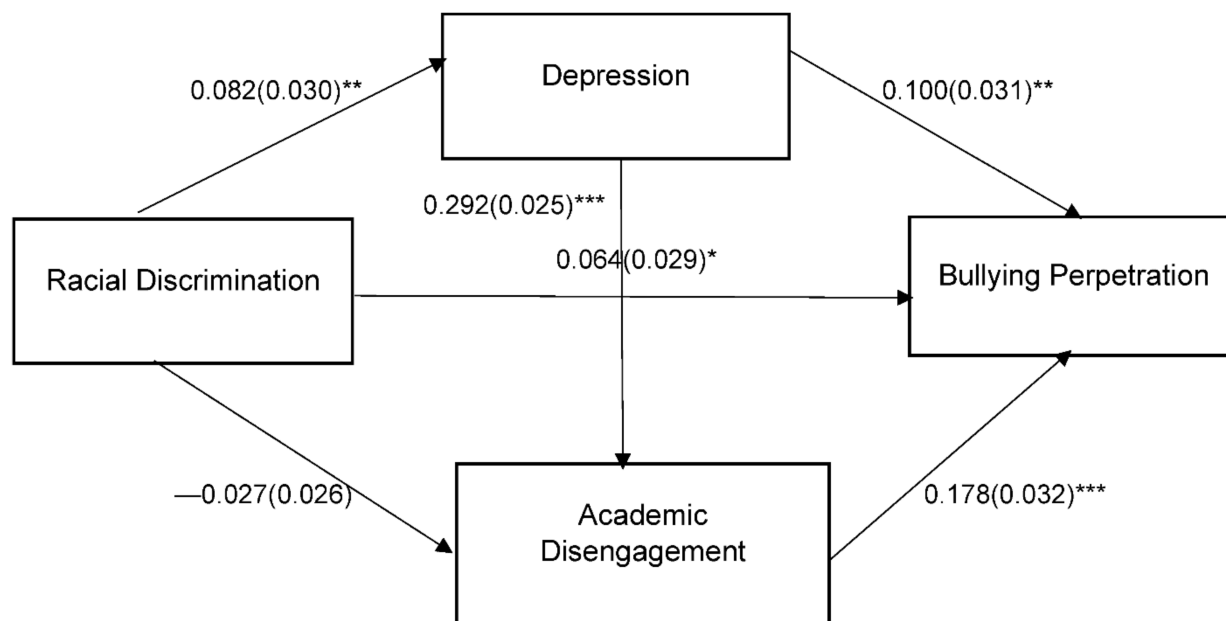 Depression
0.082(0.030)**
0.100(0.031)**
0.292(0.025)***
0.064(0.029)*
Racial Discrimination
Bullying Perpetration
—0.027(0.026)
0.178(0.032)***
Academic
Disengagement